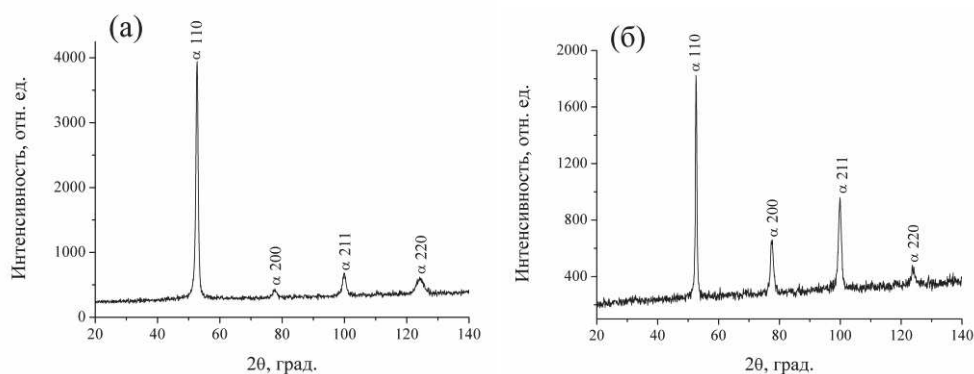 (а)
Интенсивность, отн. ед.
4000
3000
2000
1000
0
α 110
α 200
α 211
α 220
20 40 60 80 100 120 140
2θ, град.
(б)
Интенсивность, отн. ед.
2000
1600
1200
800
400
α 110
α 200
α 211
α 220
20 40 60 80 100 120 140
2θ, град.